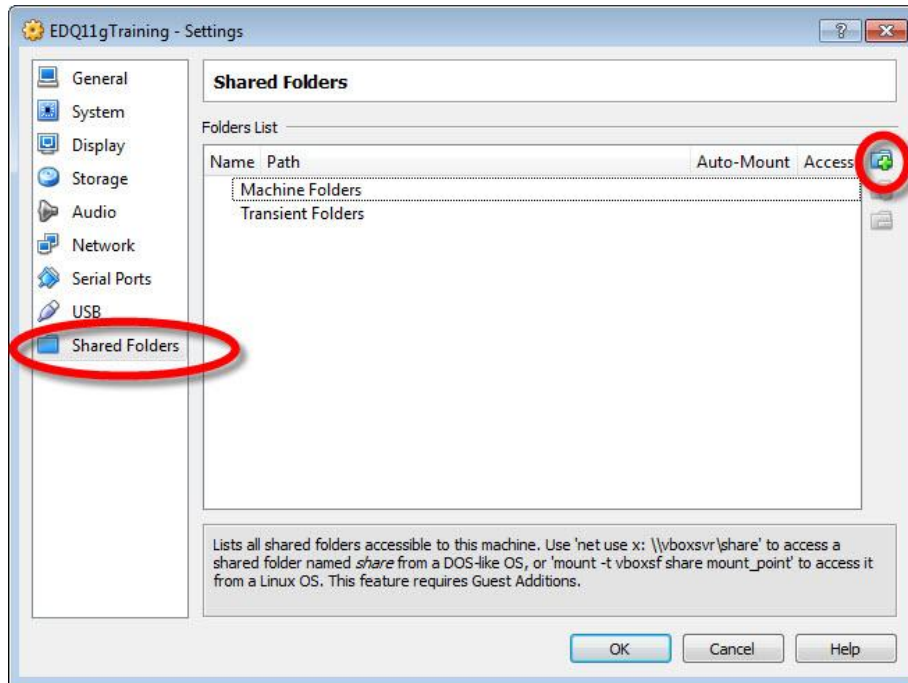 EDQ11gTraining - Settings
General
System
Display
Storage
Audio
Network
Serial Ports
USB
Shared Folders
Shared Folders
Folders List
Name Path Auto-Mount Access
Machine Folders
Transient Folders
Lists all shared folders accessible to this machine. Use 'net use x: \\vboxsvr\share' to access a
shared folder named share from a DOS-like OS, or 'mount -t vboxsf share mount_point' to access it
from a Linux OS. This feature requires Guest Additions.
OK Cancel Help